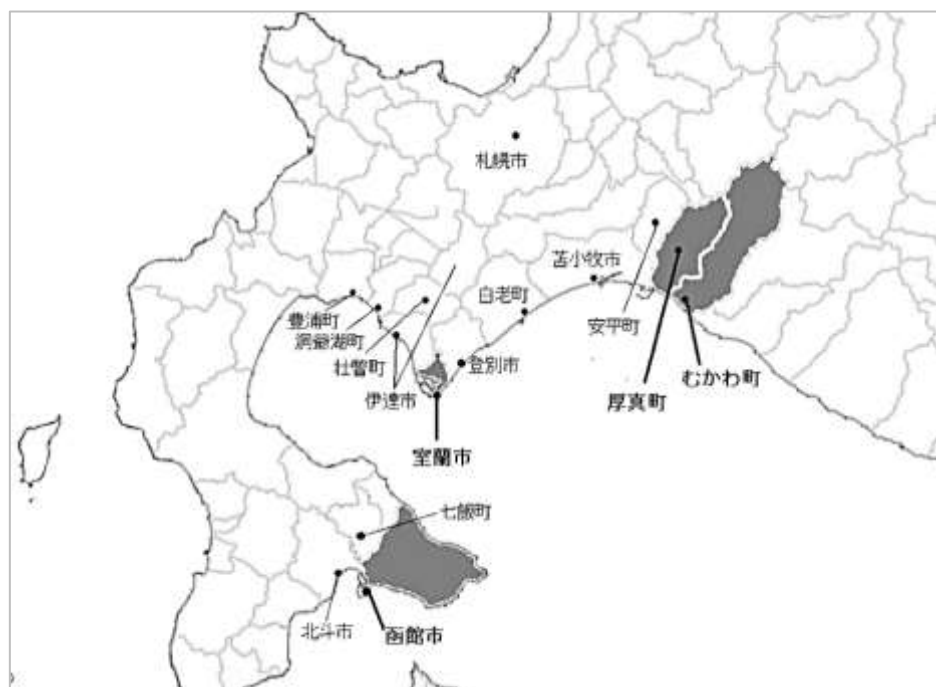 札幌市
苫小牧市
白老町
豊浦町
洞爺湖町
安平町
壮瞥町
登別市
むかわ町
伊達市
厚真町
室蘭市
七飯町
北斗市
函館市